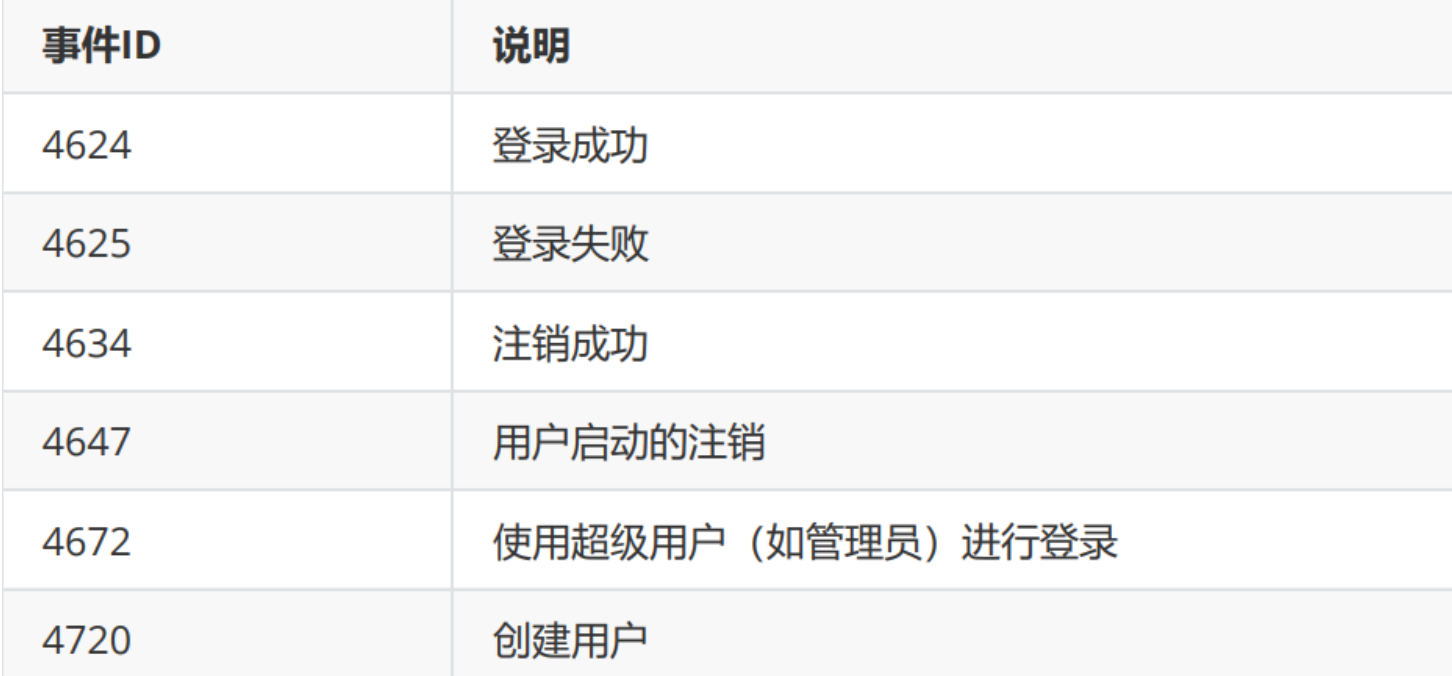 事件ID 说明
4624 登录成功
4625 登录失败
4634 注销成功
4647 用户启动的注销
4672 使用超级用户（如管理员）进行登录
4720 创建用户